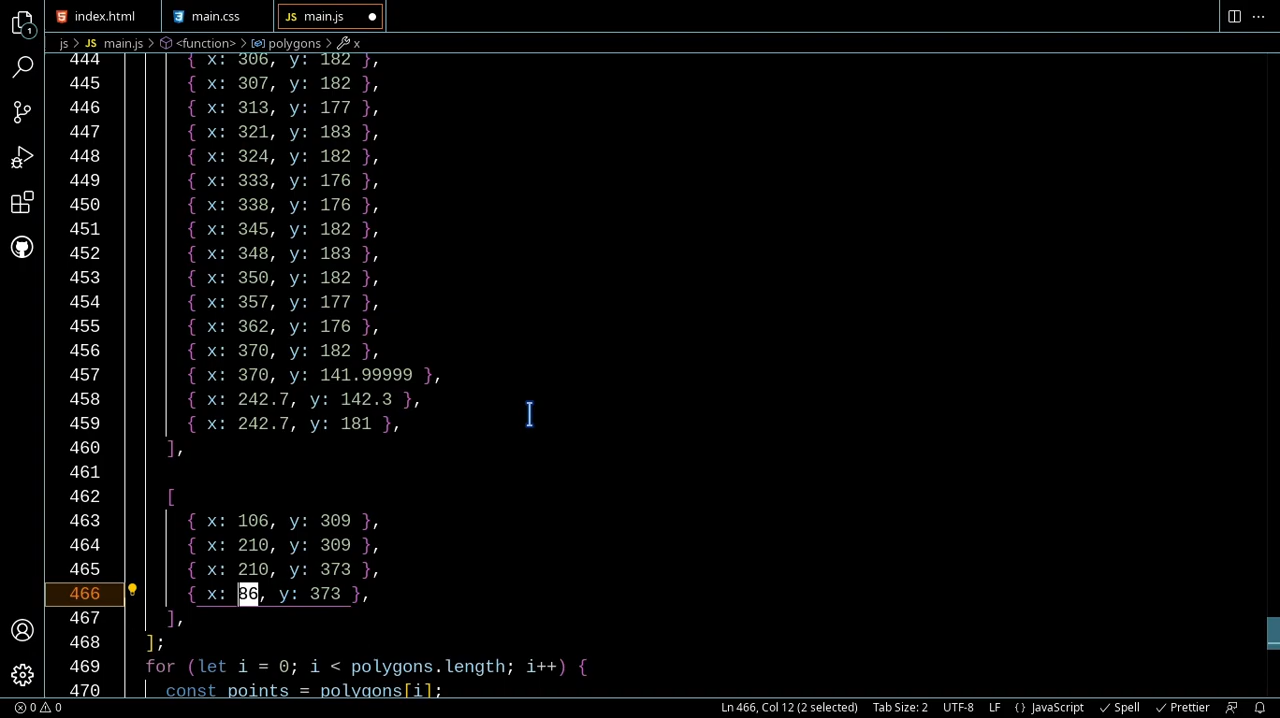 index.html
main.css
JS main.js
1
js > JS main.js > <function> > polygons > x
444 { x: 306, y: 182 },
445 { x: 307, y: 182 },
446 { x: 313, y: 177 },
447 { x: 321, y: 183 },
448 { x: 324, y: 182 },
449 { x: 333, y: 176 },
450 { x: 338, y: 176 },
451 { x: 345, y: 182 },
452 { x: 348, y: 183 },
453 { x: 350, y: 182 },
454 { x: 357, y: 177 },
455 { x: 362, y: 176 },
456 { x: 370, y: 182 },
457 { x: 370, y: 141.99999 },
458 { x: 242.7, y: 142.3 },
459 { x: 242.7, y: 181 },
460 ],
461
462 [
463 { x: 106, y: 309 },
464 { x: 210, y: 309 },
465 { x: 210, y: 373 },
466 { x: 86, y: 373 },
467 ],
468 ];
469 for (let i = 0; i < polygons.length; i++) {
470 const points = polygons[i];
0 0 Ln 466, Col 12 (2 selected) Tab Size: 2 UTF-8 LF {} JavaScript Spell Prettier